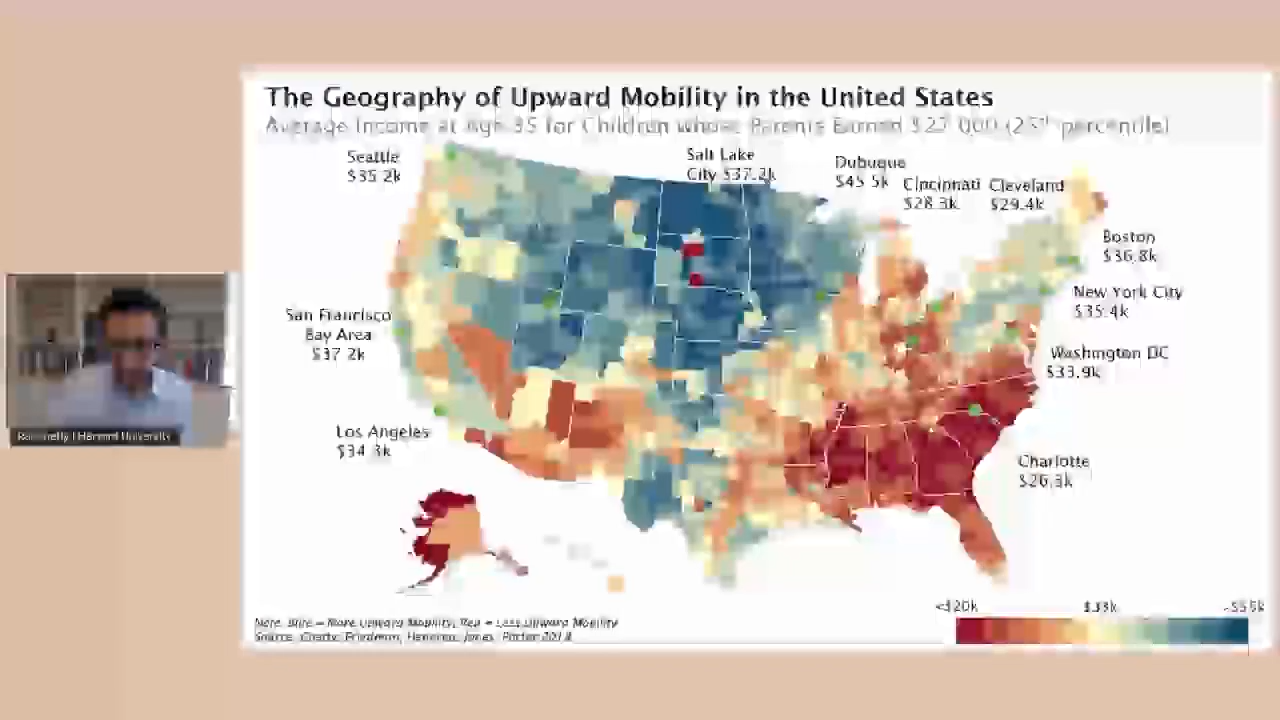 The Geography of Upward Mobility in the United States
Average Income at Age 35 for Children whose Parents Earned $27,000 (25th percentile)
Seattle
$35.2k
Salt Lake
City $37.2k
Dubuque
$45.5k
Cincinnati
$28.3k
Cleveland
$29.4k
Boston
$36.8k
New York City
$35.4k
San Francisco
Bay Area
$37.2k
Washington DC
$33.9k
Los Angeles
$34.3k
Charlotte
$26.3k
Harvard University
<$20k
$33k
Note: Blue = More Upward Mobility, Red = Less Upward Mobility
Source: Chetty, Friedman, Hendren, Jones, Porter